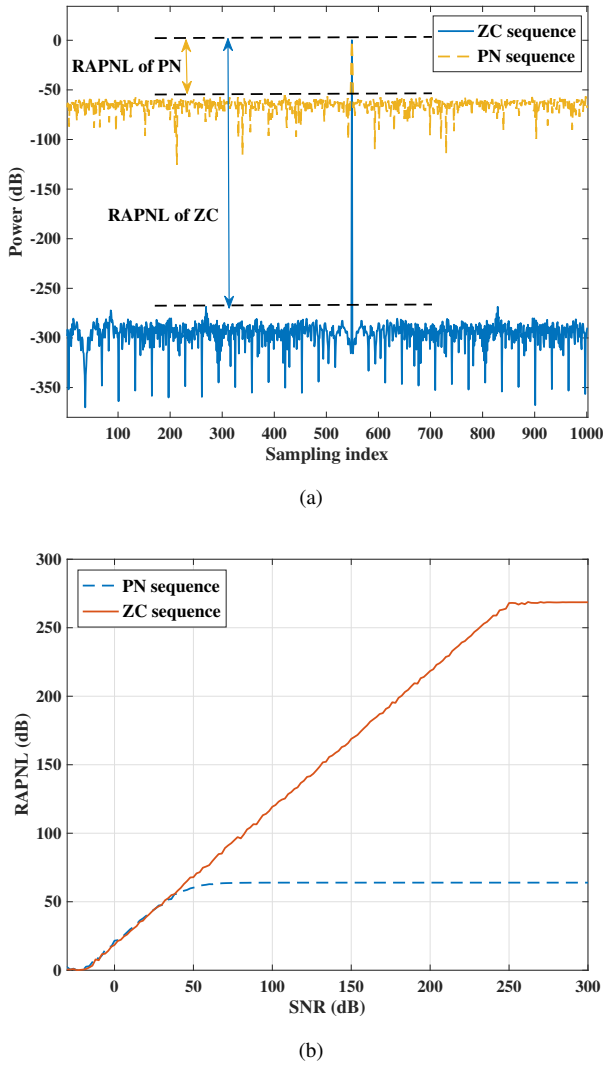 ZC sequence
PN sequence
RAPNL of PN
RAPNL of ZC
Power (dB)
0
-50
-100
-150
-200
-250
-300
-350
100 200 300 400 500 600 700 800 900 1000
Sampling index
(a)
PN sequence
ZC sequence
RAPNL (dB)
300
250
200
150
100
50
0
0 50 100 150 200 250 300
SNR (dB)
(b)